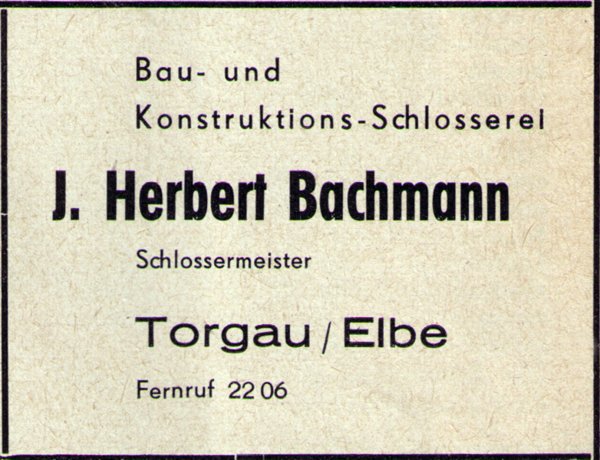 Bau- und
Konstruktions-Schlosserei
J. Herbert Bachmann
Schlossermeister
Torgau / Elbe
Fernruf 22 06